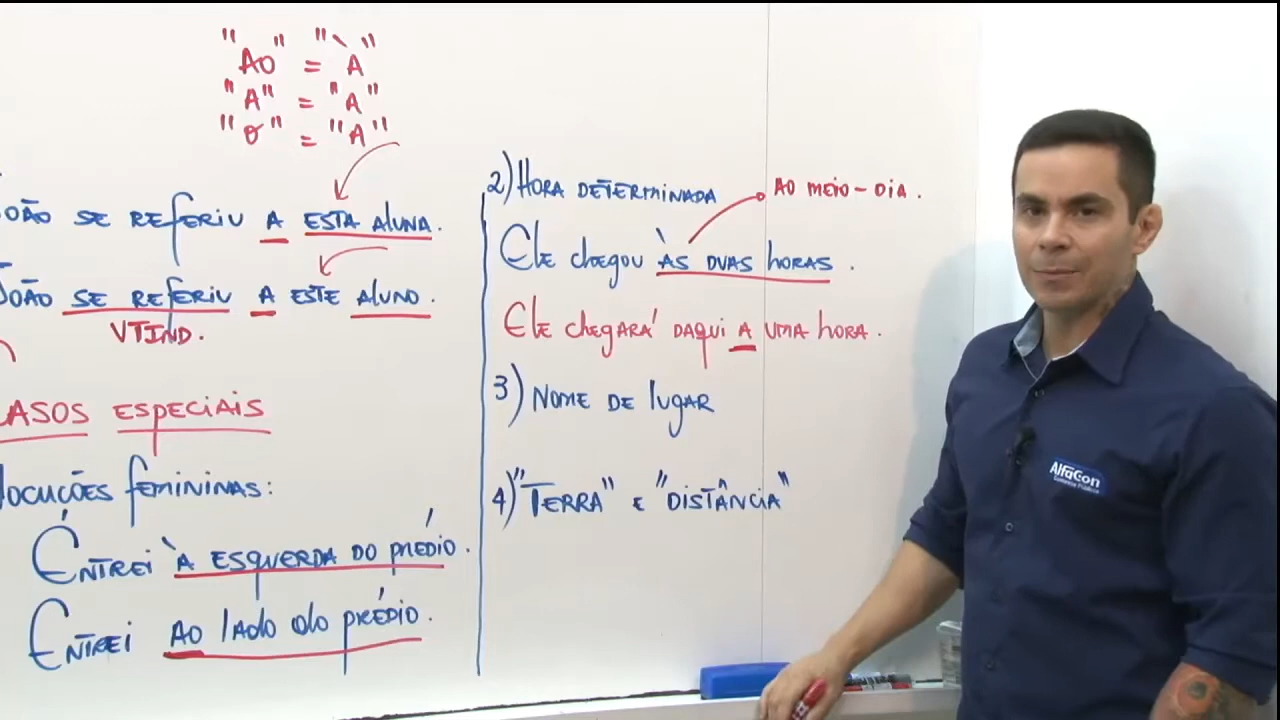 "AO" = "À"
"A" = "A"
"O" = "A"
JOÃO SE REFERIU A ESTA ALUNA.
JOÃO SE REFERIU A ESTE ALUNO.
VTIND.
CASOS ESPECIAIS
LOCUÇÕES FEMININAS:
ENTREI À ESQUERDA DO PRÉDIO.
ENTREI AO LADO DO PRÉDIO.
2) HORA DETERMINADA
AO MEIO-DIA.
ELE CHEGOU ÀS DUAS HORAS.
ELE CHEGARÁ DAQUI A UMA HORA.
3) NOME DE LUGAR
4) "TERRA" E "DISTÂNCIA"
AlfaCon
Concursos Públicos